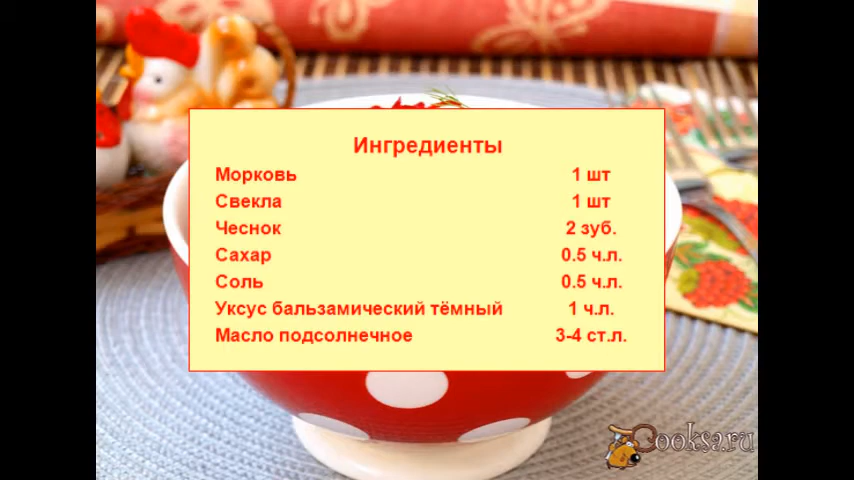 Ингредиенты
Морковь 1 шт
Свекла 1 шт
Чеснок 2 зуб.
Сахар 0.5 ч.л.
Соль 0.5 ч.л.
Уксус бальзамический тёмный 1 ч.л.
Масло подсолнечное 3-4 ст.л.
Cooksa.ru